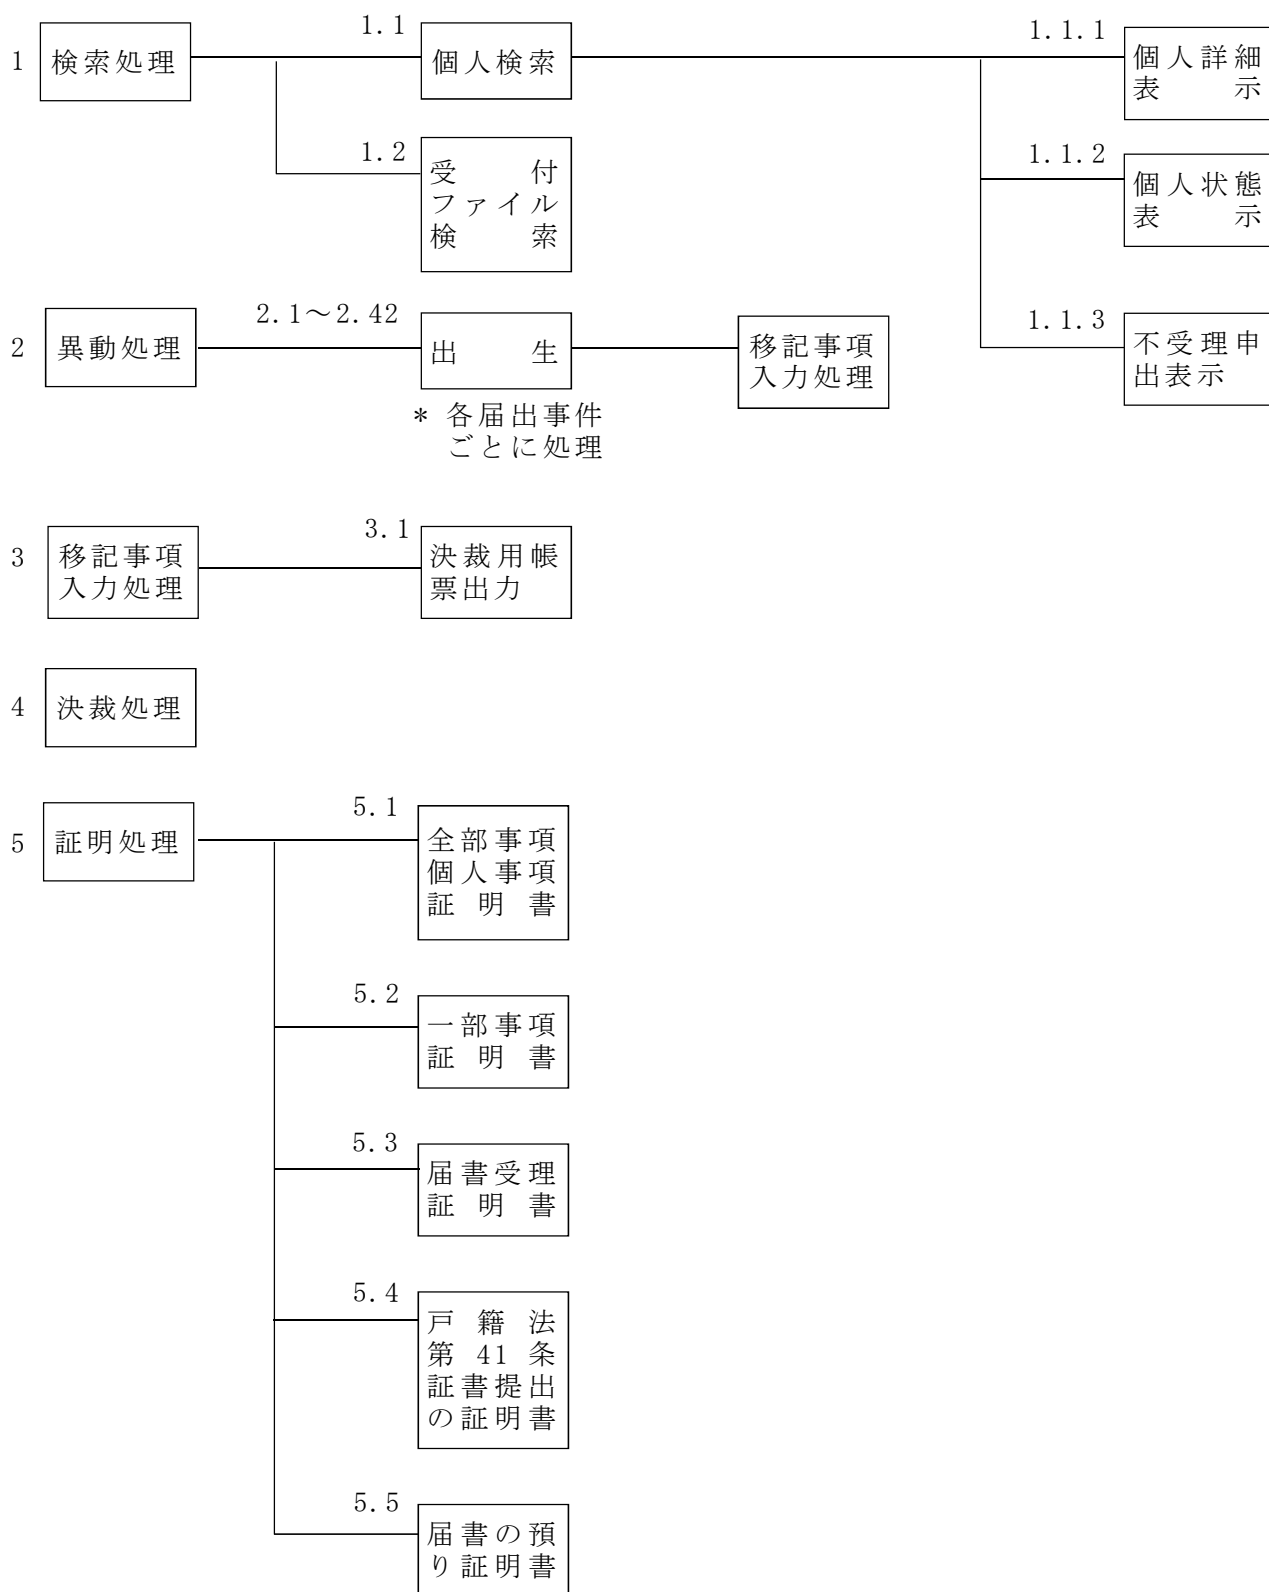 1
検索処理
1.1
個人検索
1.1.1
個人詳細
表示
1.2
受付
ファイル
検索
1.1.2
個人状態
表示
1.1.3
不受理申
出表示
2
異動処理
2.1～2.42
出生
* 各届出事件
ごとに処理
移記事項
入力処理
3
移記事項
入力処理
3.1
決裁用帳
票出力
4
決裁処理
5
証明処理
5.1
全部事項
個人事項
証明書
5.2
一部事項
証明書
5.3
届書受理
証明書
5.4
戸籍法
第41条
証書提出
の証明書
5.5
届書の預
り証明書